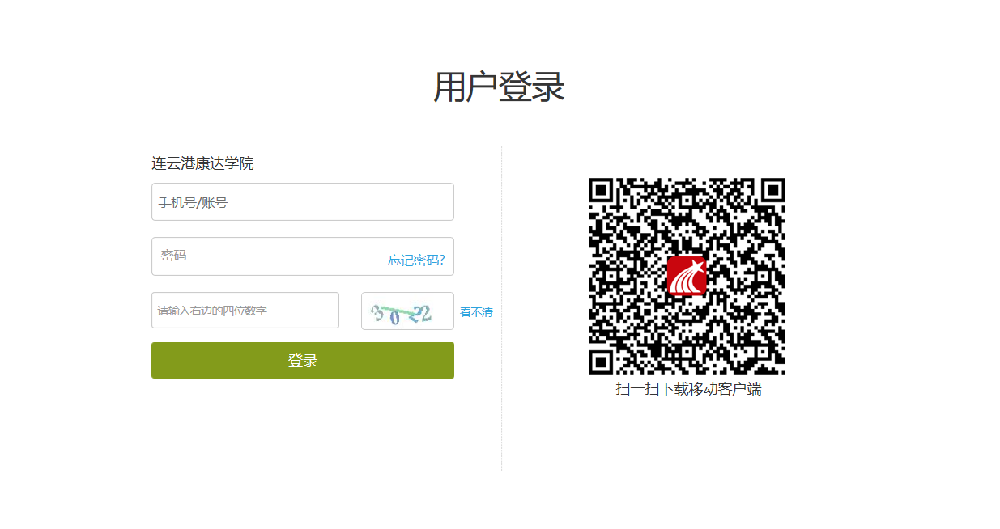 用户登录
连云港康达学院
手机号/账号
密码
忘记密码?
请输入右边的四位数字
3022
看不清
登录
扫一扫下载移动客户端